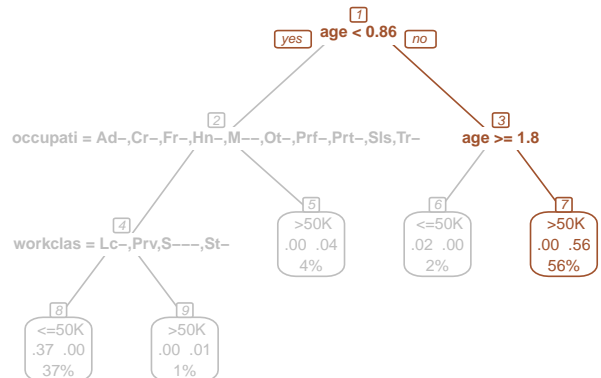 1
yes age < 0.86 no
2
occupati = Ad−,Cr−,Fr−,Hn−,M−−,Ot−,Prf−,Prt−,Sls,Tr−
3
age >= 1.8
4
workclas = Lc−,Prv,S−−−,St−
5
>50K
.00 .04
4%
6
<=50K
.02 .00
2%
7
>50K
.00 .56
56%
8
<=50K
.37 .00
37%
9
>50K
.00 .01
1%